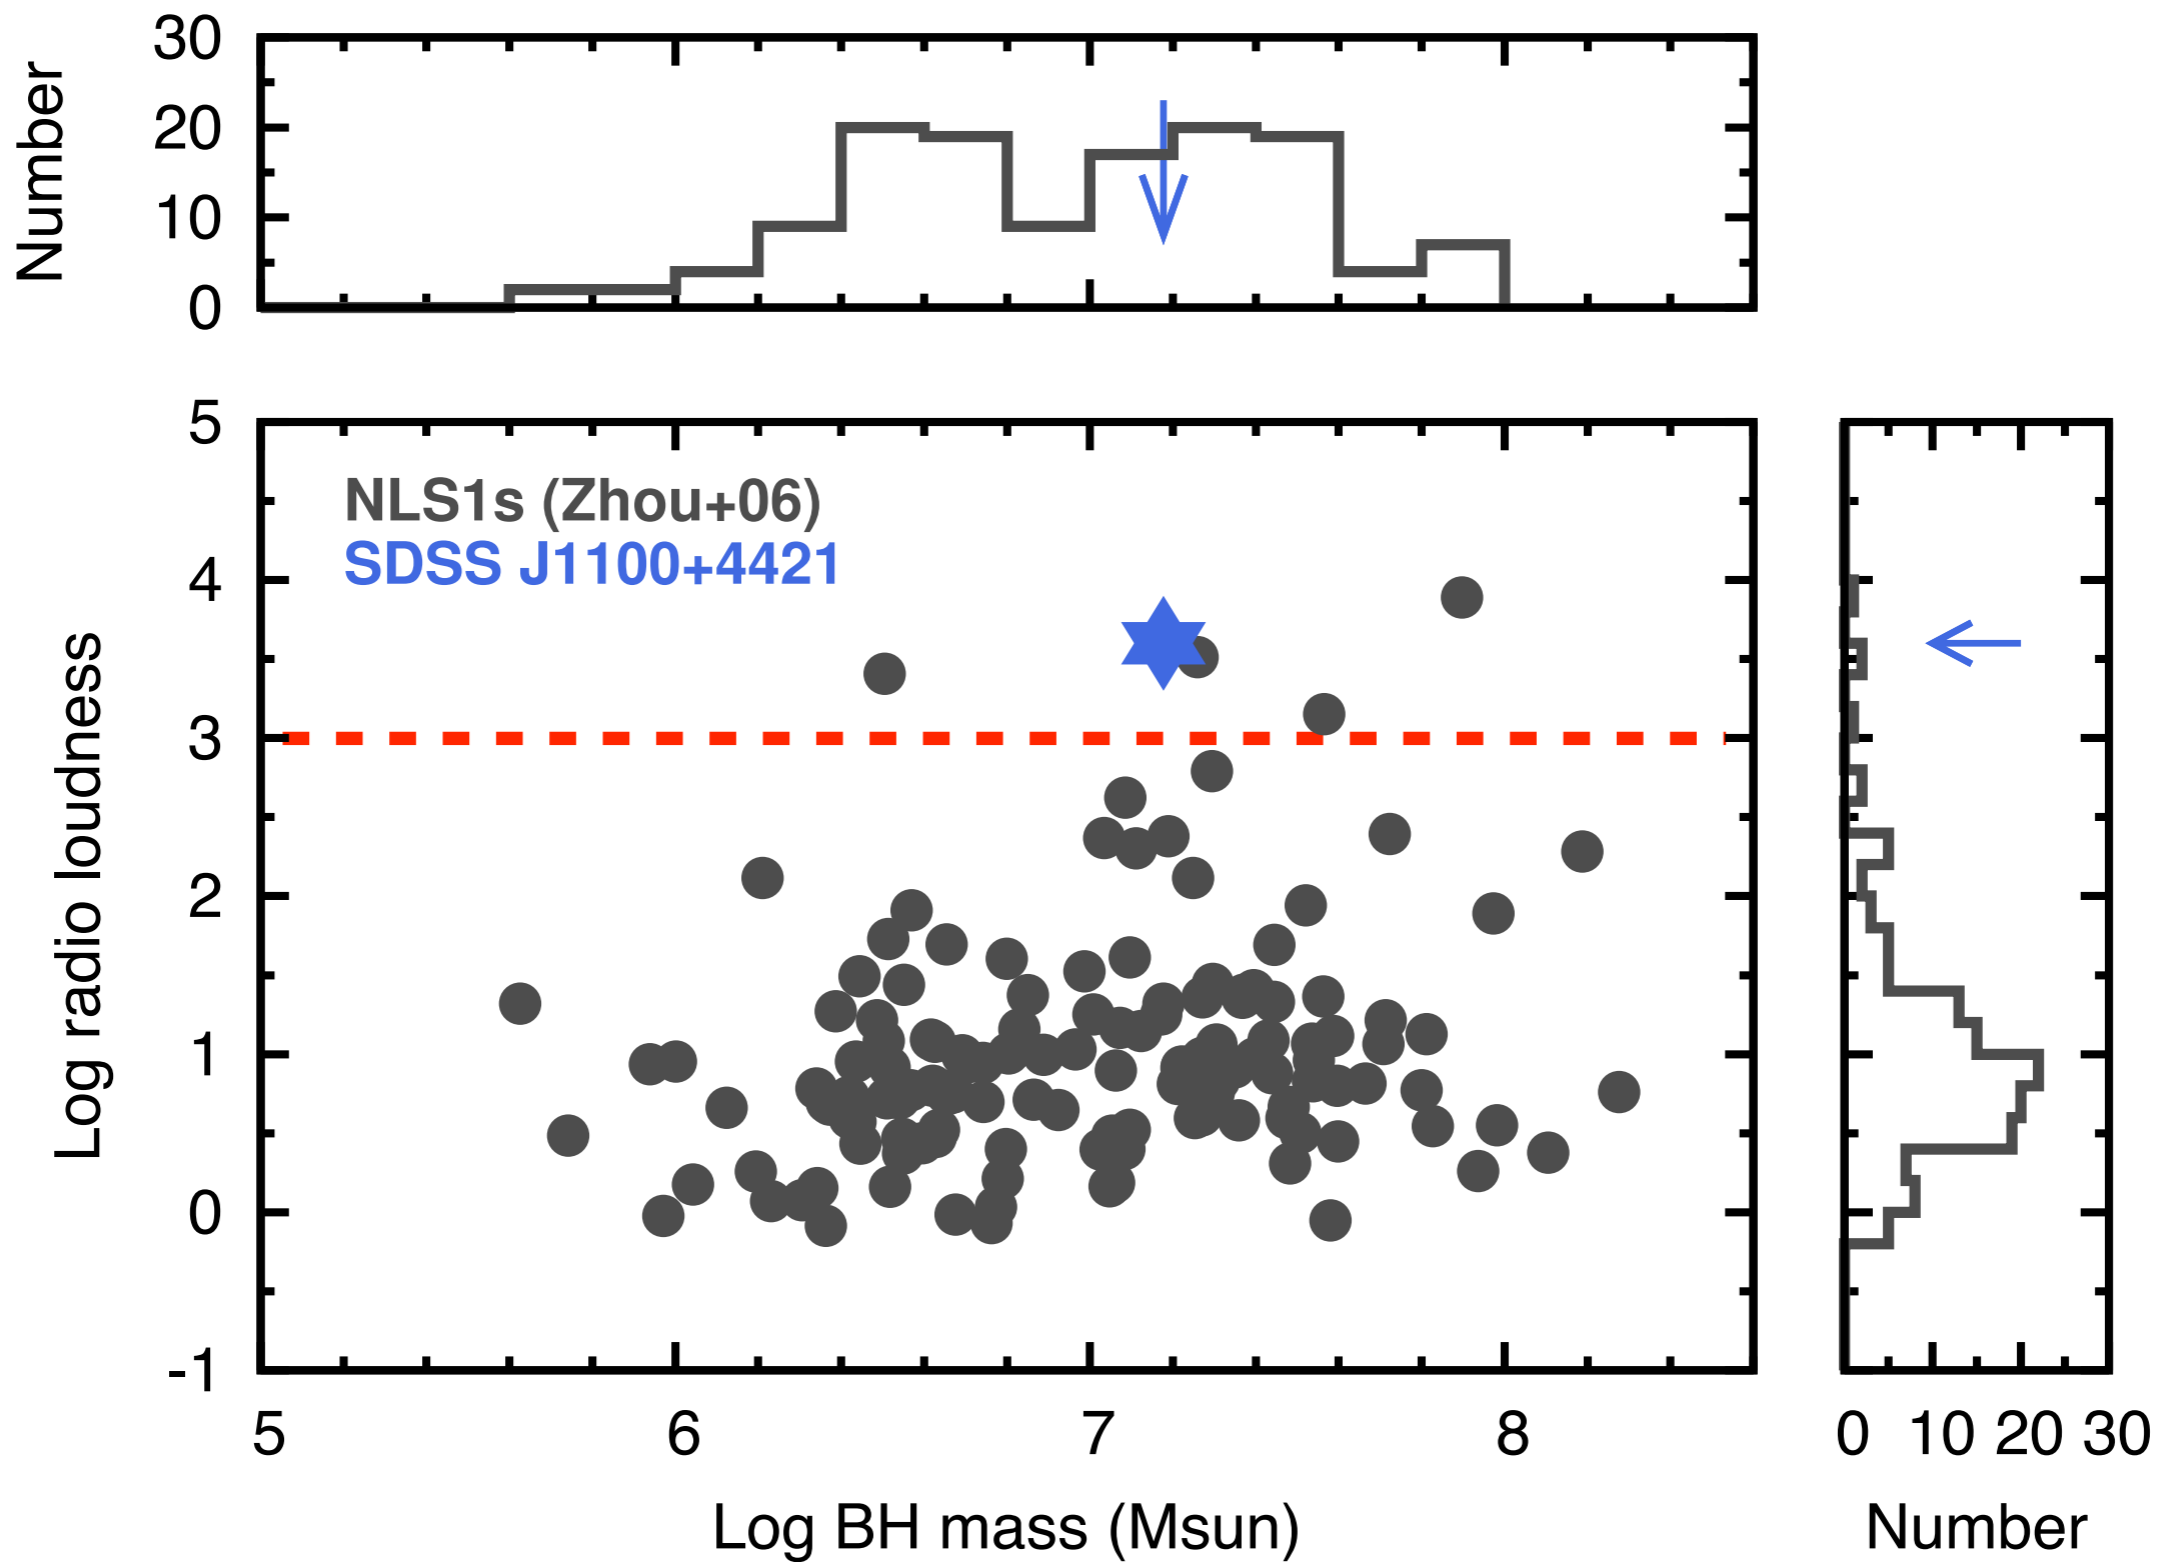 Number
30
20
10
0
5
4
3
2
1
0
-1
Log radio loudness
NLS1s (Zhou+06)
SDSS J1100+4421
5 6 7 8
Log BH mass (Msun)
0 10 20 30
Number